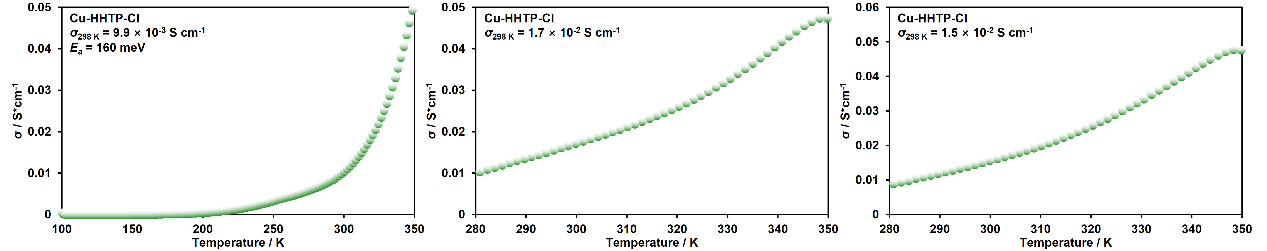 Cu-HHTP-Cl
σ298 K = 9.9 × 10-3 S cm-1
Ea = 160 meV
σ / S*cm-1
0.05
0.04
0.03
0.02
0.01
0
100 150 200 250 300 350
Temperature / K
Cu-HHTP-Cl
σ298 K = 1.7 × 10-2 S cm-1
σ / S*cm-1
0.05
0.04
0.03
0.02
0.01
0
280 290 300 310 320 330 340 350
Temperature / K
Cu-HHTP-Cl
σ298 K = 1.5 × 10-2 S cm-1
σ / S*cm-1
0.06
0.05
0.04
0.03
0.02
0.01
0
280 290 300 310 320 330 340 350
Temperature / K